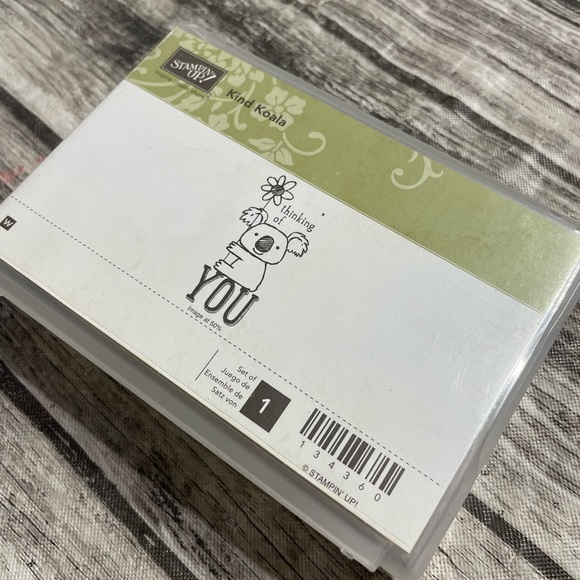 STAMPIN' UP!
Kind Koala
thinking
of
YOU
Image at 50%
W
Set of
Juego de
Ensemble de
Satz von
1
134360
© STAMPIN' UP!